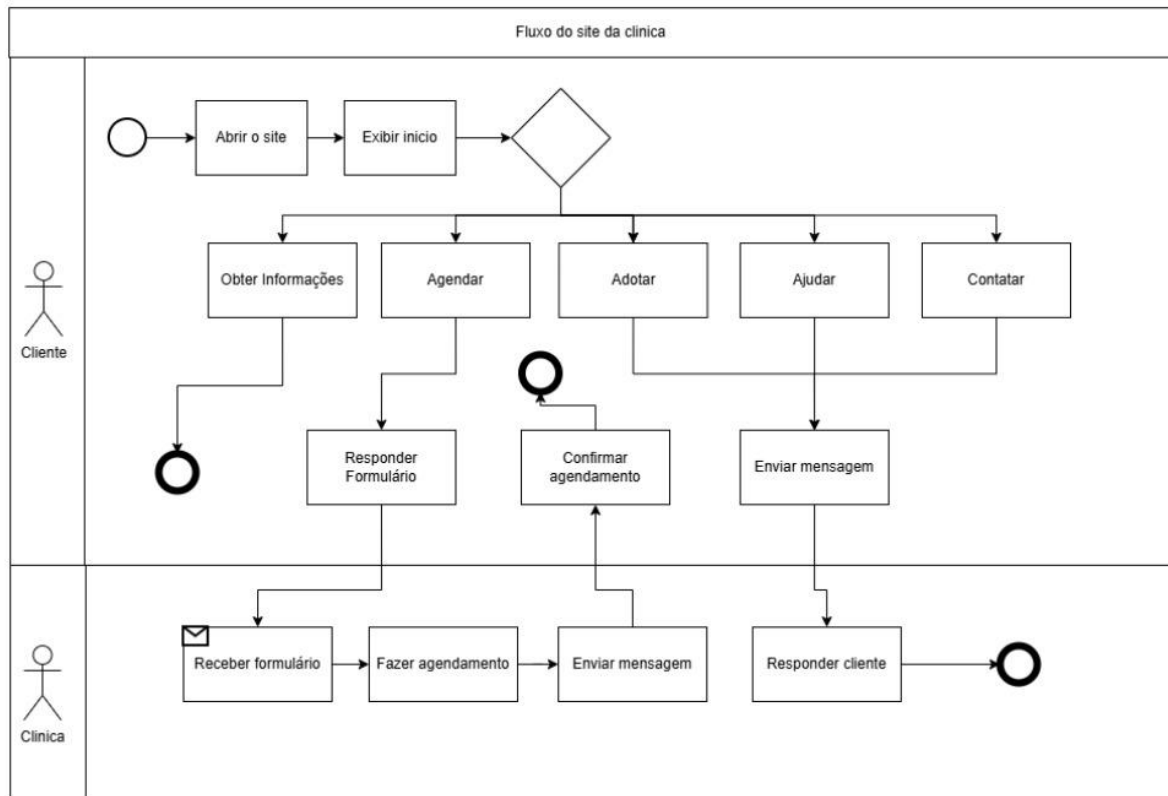 Fluxo do site da clinica
Abrir o site
Exibir inicio
Obter Informações
Agendar
Adotar
Ajudar
Contatar
Cliente
Responder
Formulário
Confirmar
agendamento
Enviar mensagem
Receber formulário
Fazer agendamento
Enviar mensagem
Responder cliente
Clinica